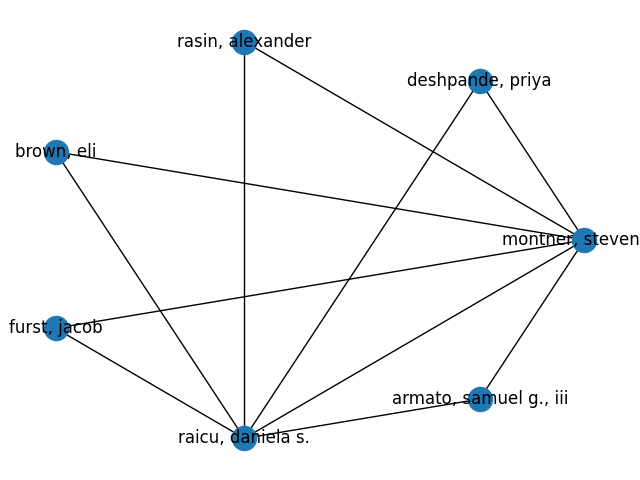 rasin, alexander
deshpande, priya
brown, eli
montner, steven
furst, jacob
armato, samuel g., iii
raicu, daniela s.